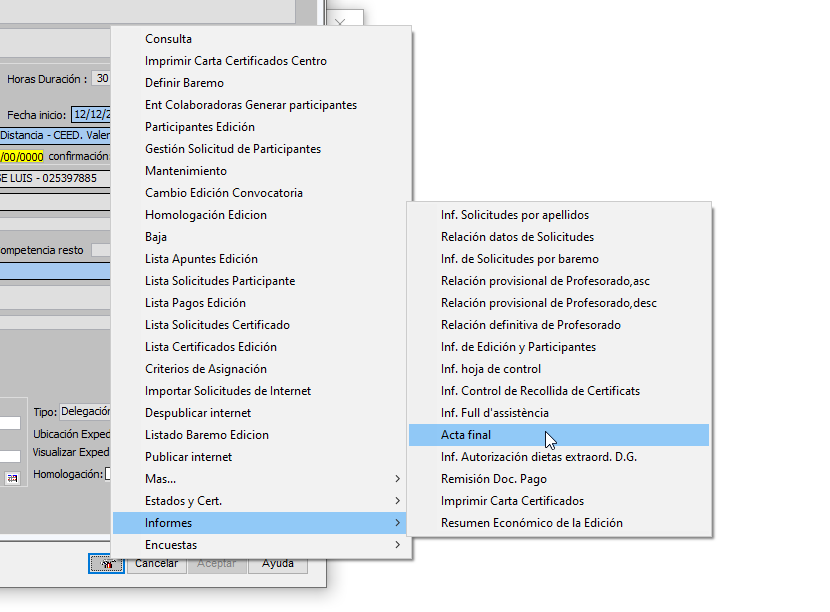 Horas Duración : 30
Fecha inicio: 12/12/2
Distancia - CEED. Valer
/00/0000 confirmación
SE LUIS - 025397885
ompetencia resto
Tipo: Delegación
Ubicación Exped
Visualizar Exped
Homologación:
Consulta
Imprimir Carta Certificados Centro
Definir Baremo
Ent Colaboradoras Generar participantes
Participantes Edición
Gestión Solicitud de Participantes
Mantenimiento
Cambio Edición Convocatoria
Homologación Edicion
Baja
Lista Apuntes Edición
Lista Solicitudes Participante
Lista Pagos Edición
Lista Solicitudes Certificado
Lista Certificados Edición
Criterios de Asignación
Importar Solicitudes de Internet
Despublicar internet
Listado Baremo Edicion
Publicar internet
Mas...
Estados y Cert.
Informes
Encuestas
Inf. Solicitudes por apellidos
Relación datos de Solicitudes
Inf. de Solicitudes por baremo
Relación provisional de Profesorado,asc
Relación provisional de Profesorado,desc
Relación definitiva de Profesorado
Inf. de Edición y Participantes
Inf. hoja de control
Inf. Control de Recollida de Certificats
Inf. Full d'assistència
Acta final
Inf. Autorización dietas extraord. D.G.
Remisión Doc. Pago
Imprimir Carta Certificados
Resumen Económico de la Edición
Cancelar Aceptar Ayuda